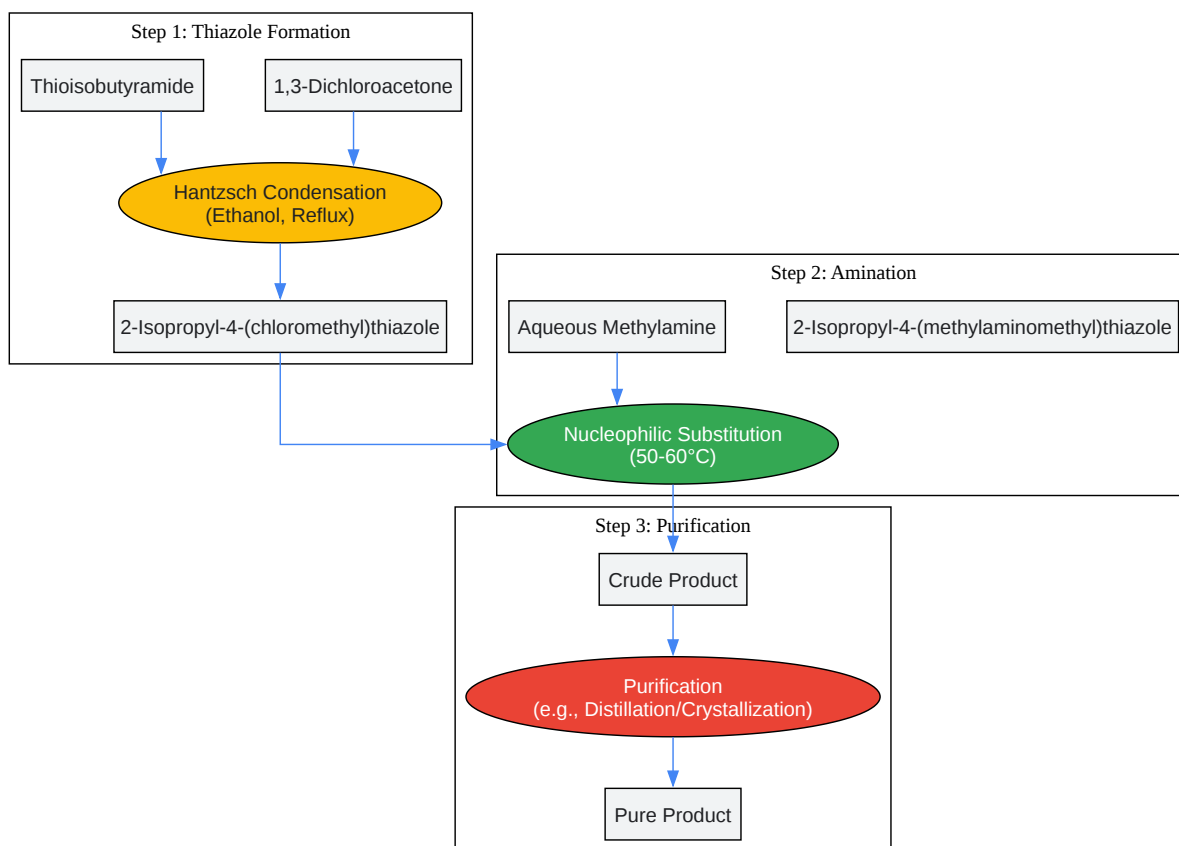 Step 1: Thiazole Formation
Thioisobutyramide
1,3-Dichloroacetone
Hantzsch Condensation
(Ethanol, Reflux)
2-Isopropyl-4-(chloromethyl)thiazole
Step 2: Amination
Aqueous Methylamine
2-Isopropyl-4-(methylaminomethyl)thiazole
Nucleophilic Substitution
(50-60°C)
Step 3: Purification
Crude Product
Purification
(e.g., Distillation/Crystallization)
Pure Product